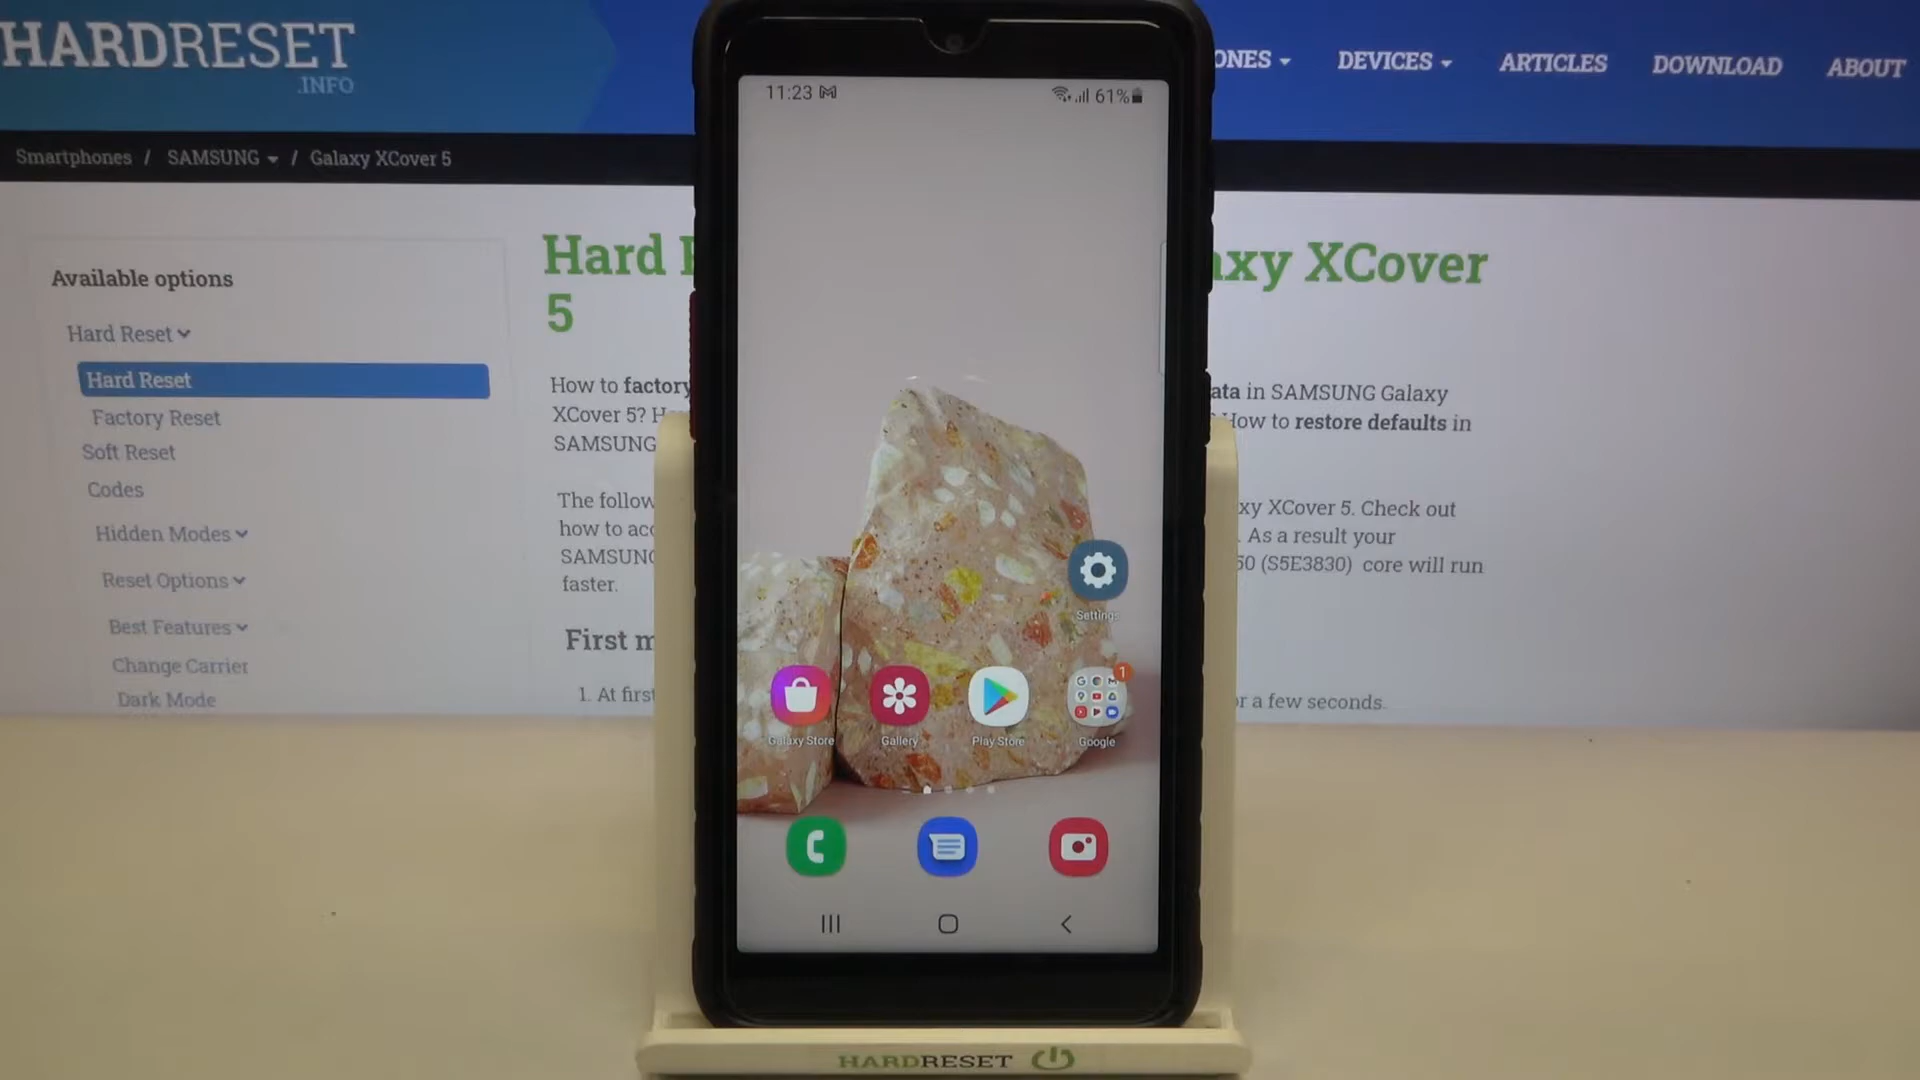 HARDRESET
.INFO
ONES
DEVICES
ARTICLES
DOWNLOAD
ABOUT
Smartphones / SAMSUNG / Galaxy XCover 5
Available options
Hard Reset
Hard Reset
Factory Reset
Soft Reset
Codes
Hidden Modes
Reset Options
Best Features
Change Carrier
Dark Mode
Hard
axy XCover
5
How to factory
ata in SAMSUNG Galaxy
XCover 5?
How to restore defaults in
SAMSUNG
The follow
xy XCover 5. Check out
how to acc
. As a result your
SAMSUNG
50 (S5E3830) core will run
faster.
First m
1. At first
or a few seconds.
11:23
61%
Settings
Galaxy Store
Gallery
Play Store
Google
1
HARDRESET